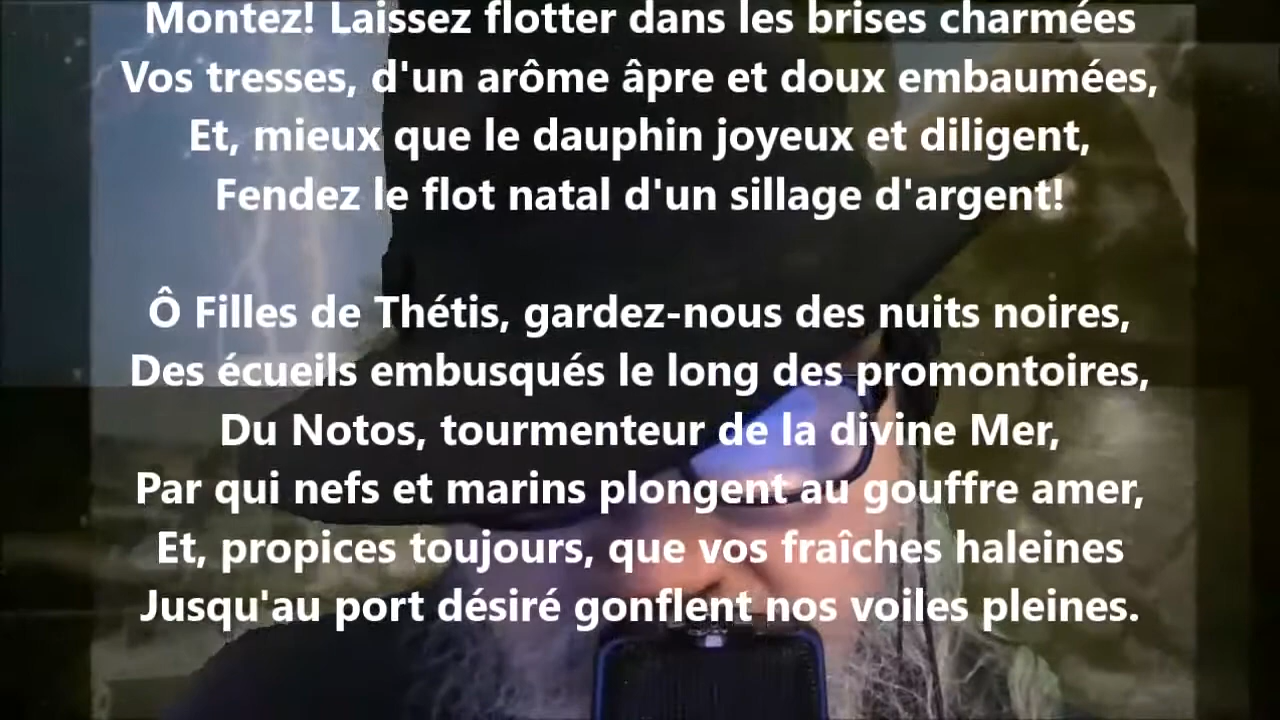 Montez! Laissez flotter dans les brises charmées
Vos tresses, d'un arôme âpre et doux embaumées,
Et, mieux que le dauphin joyeux et diligent,
Fendez le flot natal d'un sillage d'argent!
Ô Filles de Thétis, gardez-nous des nuits noires,
Des écueils embusqués le long des promontoires,
Du Notos, tourmenteur de la divine Mer,
Par qui nefs et marins plongent au gouffre amer,
Et, propices toujours, que vos fraîches haleines
Jusqu'au port désiré gonflent nos voiles pleines.